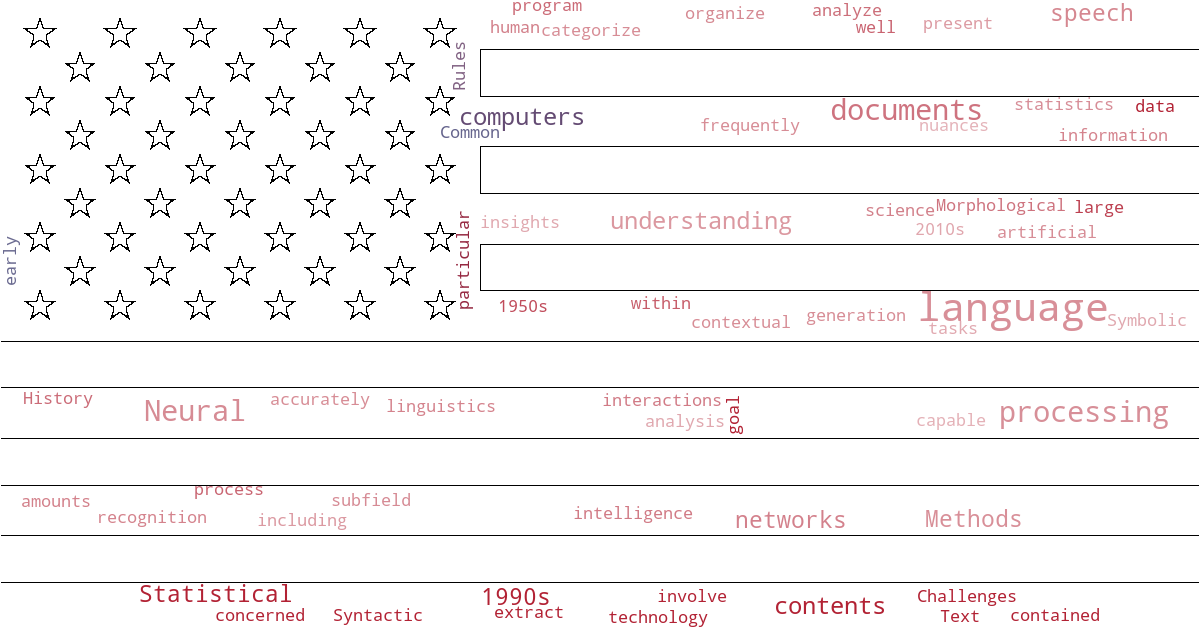 program organize analyze speech
human categorize well present
Rules
computers documents statistics data
Common frequently nuances information
insights understanding science Morphological large
2010s artificial
early particular
1950s within contextual generation language Symbolic
tasks
History Neural accurately linguistics interactions goal processing
analysis capable
amounts process subfield
recognition including intelligence networks Methods
Statistical 1990s involve contents Challenges
concerned Syntactic extract technology Text contained